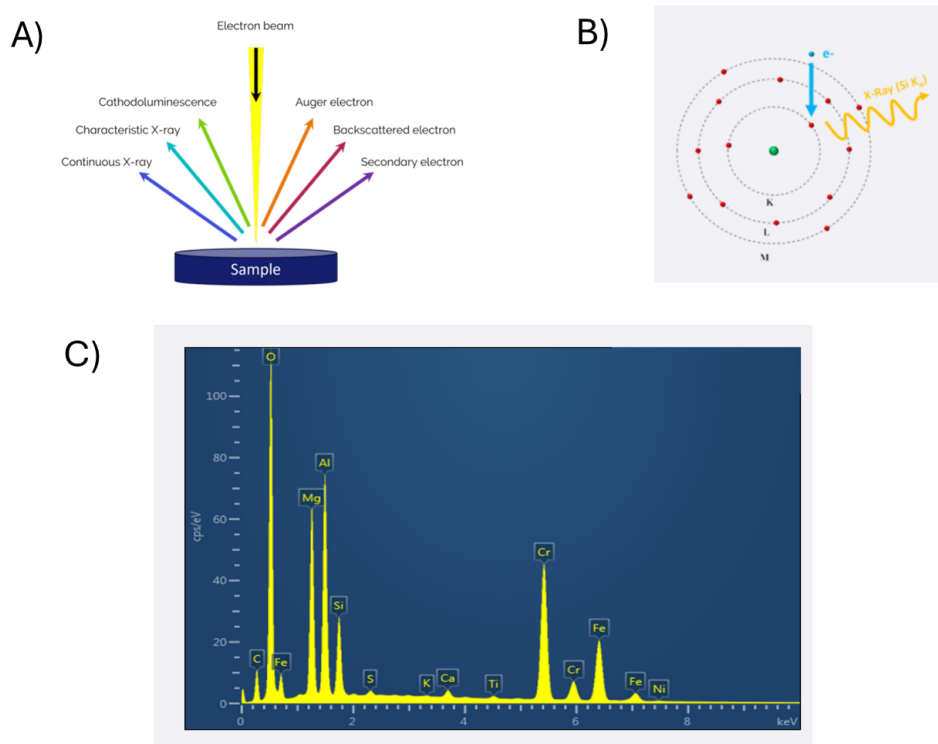 A)
Electron beam
Cathodoluminescence
Auger electron
Characteristic X-ray
Backscattered electron
Continuous X-ray
Secondary electron
Sample
B)
e-
X-Ray (Si Kα)
K
L
M
C)
cps/eV
100
80
60
40
20
0
O
Al
Mg
Si
C
Fe
S
K
Ca
Ti
Cr
Cr
Fe
Fe
Ni
0
2
4
6
8
keV